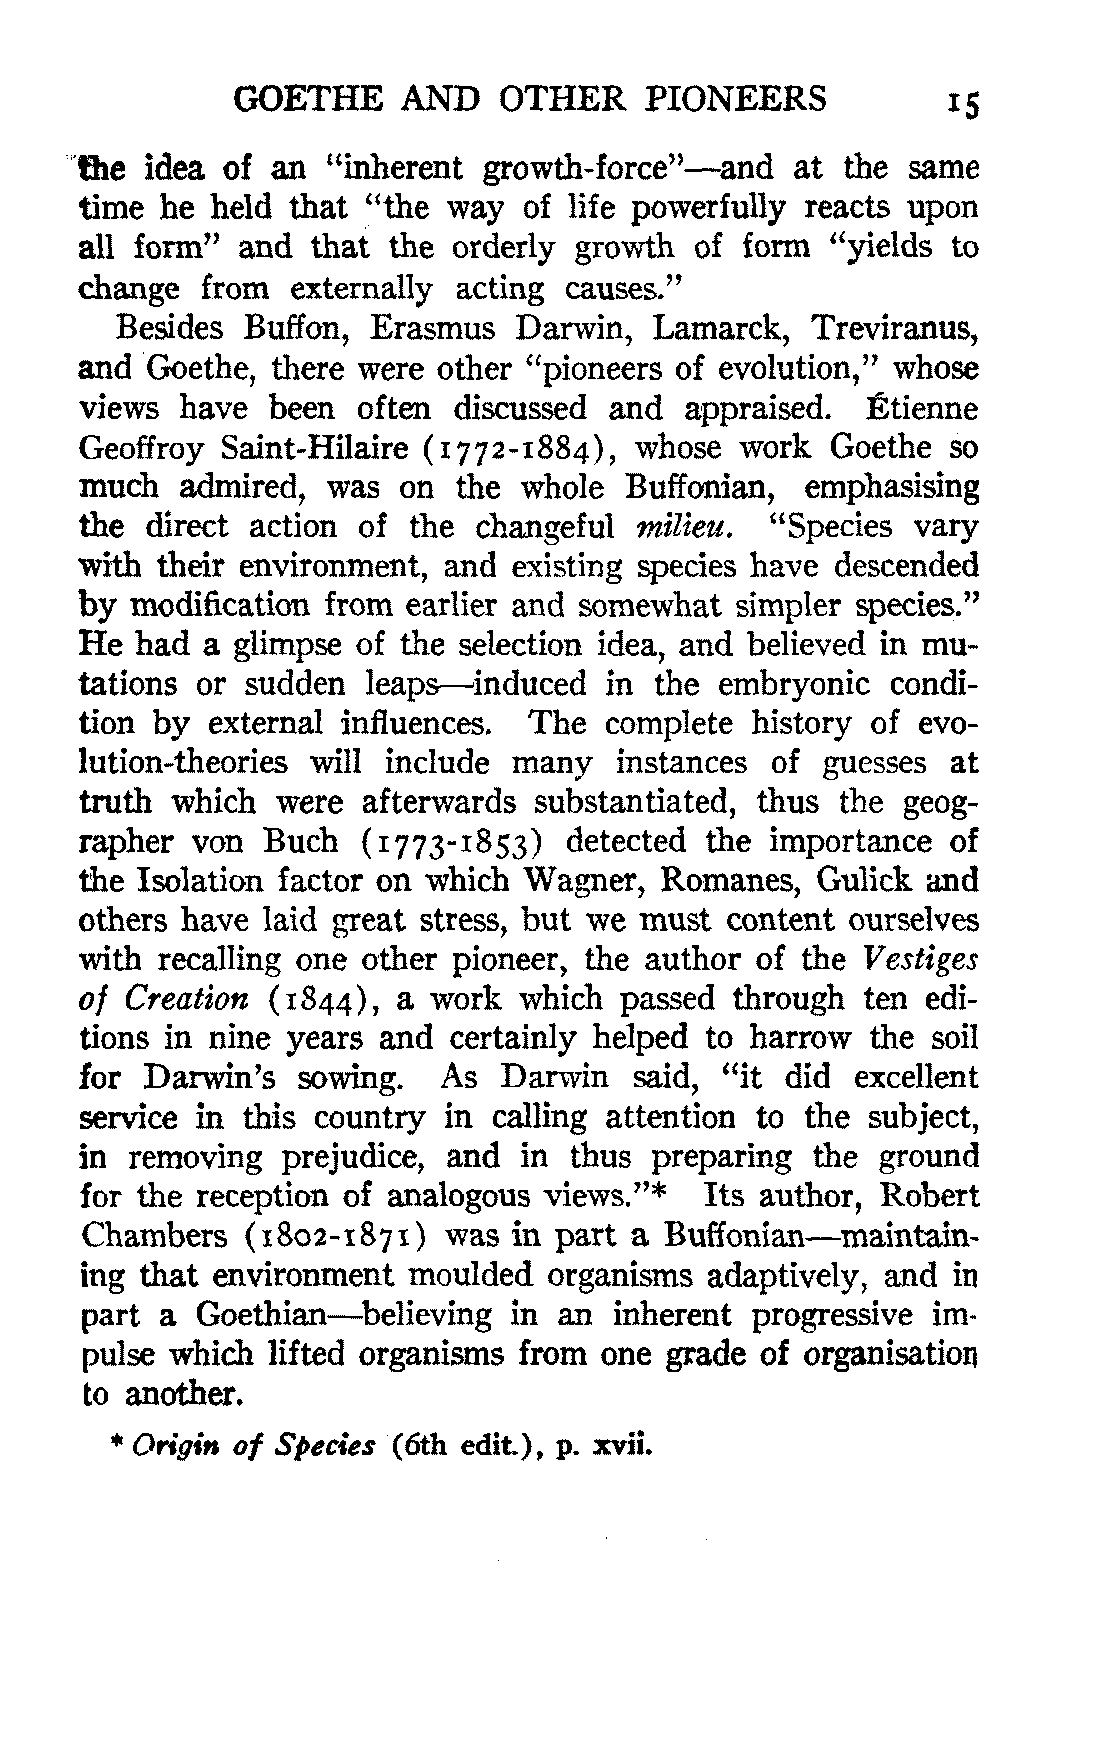 GOETHE AND OTHER PIONEERS 15
the idea of an "inherent growth-force"—and at the same
time he held that "the way of life powerfully reacts upon
all form" and that the orderly growth of form "yields to
change from externally acting causes."
Besides Buffon, Erasmus Darwin, Lamarck, Treviranus,
and Goethe, there were other "pioneers of evolution," whose
views have been often discussed and appraised. Étienne
Geoffroy Saint-Hilaire (1772-1884), whose work Goethe so
much admired, was on the whole Buffonian, emphasising
the direct action of the changeful milieu. "Species vary
with their environment, and existing species have descended
by modification from earlier and somewhat simpler species."
He had a glimpse of the selection idea, and believed in mu-
tations or sudden leaps—induced in the embryonic condi-
tion by external influences. The complete history of evo-
lution-theories will include many instances of guesses at
truth which were afterwards substantiated, thus the geog-
rapher von Buch (1773-1853) detected the importance of
the Isolation factor on which Wagner, Romanes, Gulick and
others have laid great stress, but we must content ourselves
with recalling one other pioneer, the author of the Vestiges
of Creation (1844), a work which passed through ten edi-
tions in nine years and certainly helped to harrow the soil
for Darwin's sowing. As Darwin said, "it did excellent
service in this country in calling attention to the subject,
in removing prejudice, and in thus preparing the ground
for the reception of analogous views."* Its author, Robert
Chambers (1802-1871) was in part a Buffonian—maintain-
ing that environment moulded organisms adaptively, and in
part a Goethian—believing in an inherent progressive im-
pulse which lifted organisms from one grade of organisation
to another.
* Origin of Species (6th edit.), p. xvii.